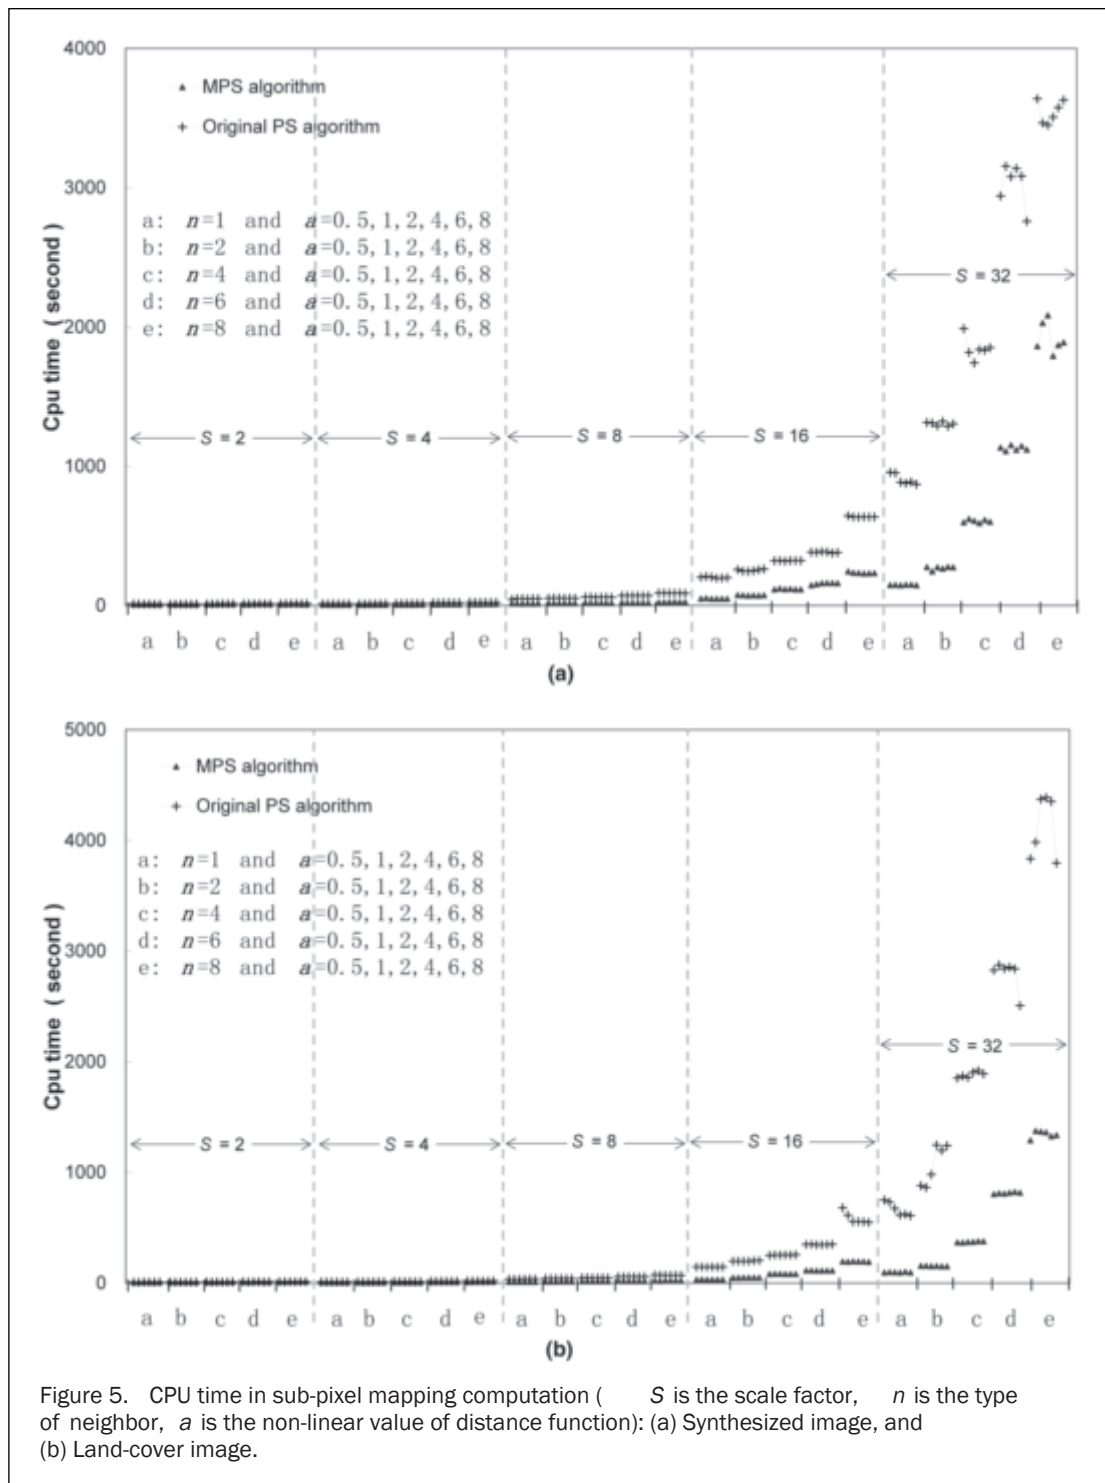 4000
MPS algorithm
Original PS algorithm
3000
a: n=1 and a=0.5, 1, 2, 4, 6, 8
b: n=2 and a=0.5, 1, 2, 4, 6, 8
c: n=4 and a=0.5, 1, 2, 4, 6, 8
d: n=6 and a=0.5, 1, 2, 4, 6, 8
e: n=8 and a=0.5, 1, 2, 4, 6, 8
S = 32
Cpu time ( second )
2000
S = 2 S = 4 S = 8 S = 16
1000
0
a b c d e a b c d e a b c d e a b c d e a b c d e
(a)
5000
MPS algorithm
Original PS algorithm
4000
a: n=1 and a=0.5, 1, 2, 4, 6, 8
b: n=2 and a=0.5, 1, 2, 4, 6, 8
c: n=4 and a=0.5, 1, 2, 4, 6, 8
d: n=6 and a=0.5, 1, 2, 4, 6, 8
e: n=8 and a=0.5, 1, 2, 4, 6, 8
3000
Cpu time ( second )
S = 32
2000
S = 2 S = 4 S = 8 S = 16
1000
0
a b c d e a b c d e a b c d e a b c d e a b c d e
(b)
Figure 5. CPU time in sub-pixel mapping computation ( S is the scale factor, n is the type
of neighbor, a is the non-linear value of distance function): (a) Synthesized image, and
(b) Land-cover image.